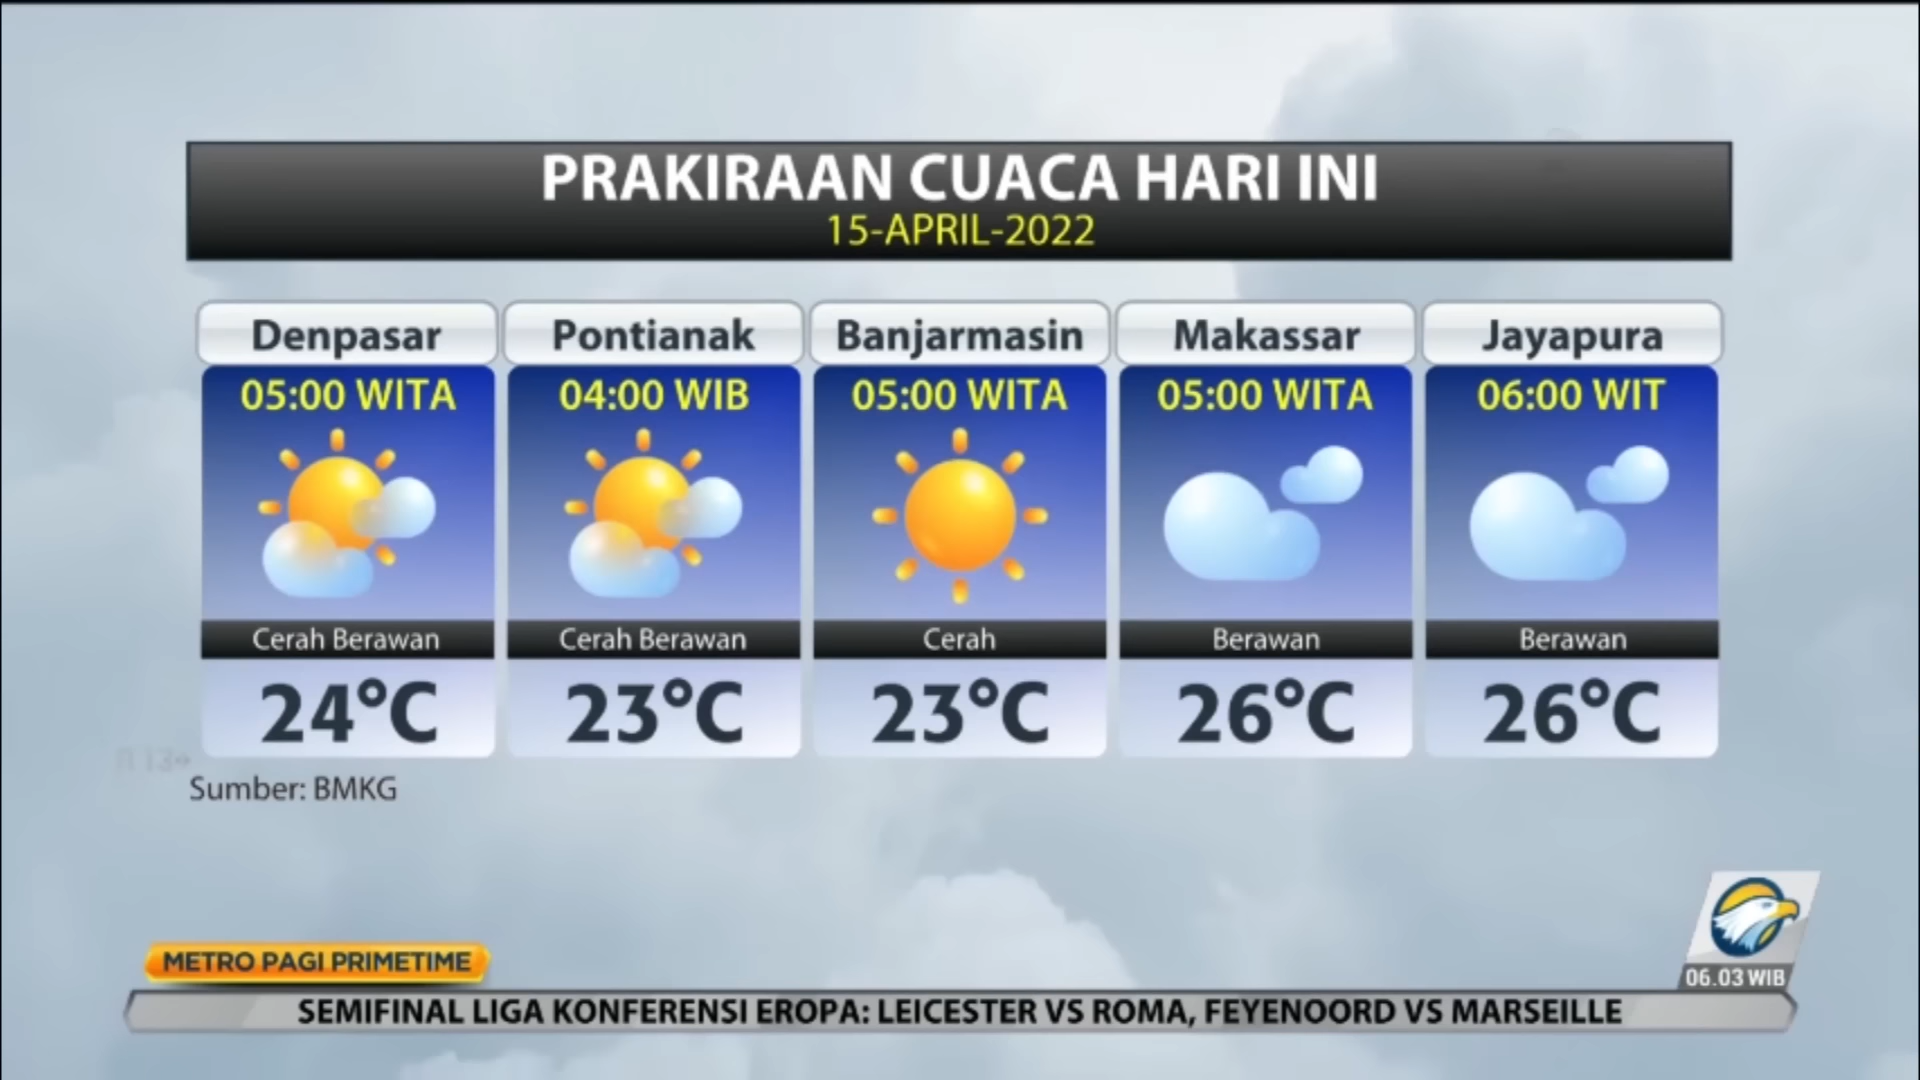 PRAKIRAAN CUACA HARI INI
15-APRIL-2022
Denpasar
05:00 WITA
Cerah Berawan
24°C
Pontianak
04:00 WIB
Cerah Berawan
23°C
Banjarmasin
05:00 WITA
Cerah
23°C
Makassar
05:00 WITA
Berawan
26°C
Jayapura
06:00 WIT
Berawan
26°C
Sumber: BMKG
METRO PAGI PRIMETIME
06.03 WIB
SEMIFINAL LIGA KONFERENSI EROPA: LEICESTER VS ROMA, FEYENOORD VS MARSEILLE